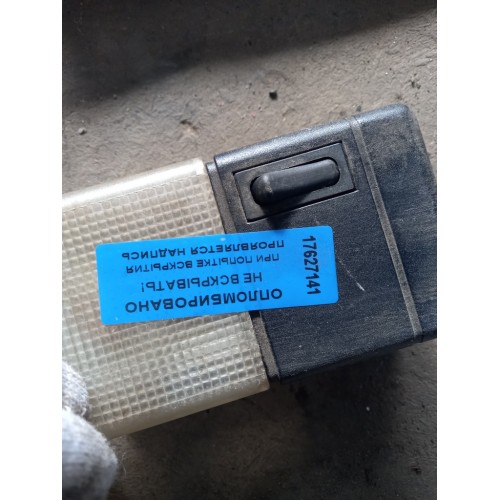 ОПЛОМБИРОВАНО
НЕ ВСКРЫВАТЬ!
ПРИ ПОПЫТКЕ ВСКРЫТИЯ
ПРОЯВЛЯЕТСЯ НАДПИСЬ
17627141